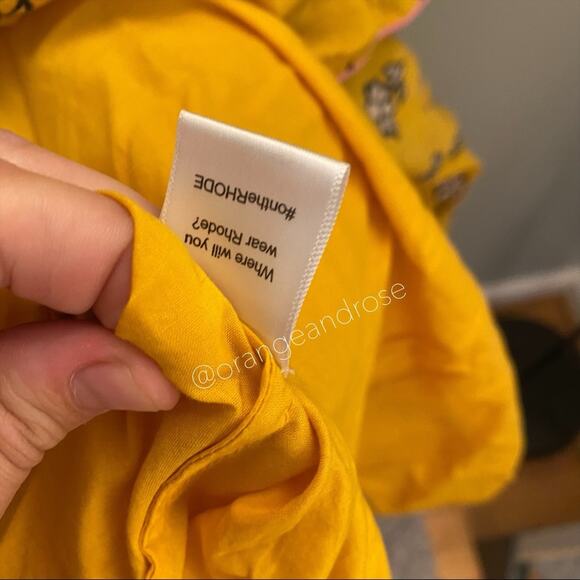 Where will you
wear Rhode?
#ontheRHODE
@orangeandrose